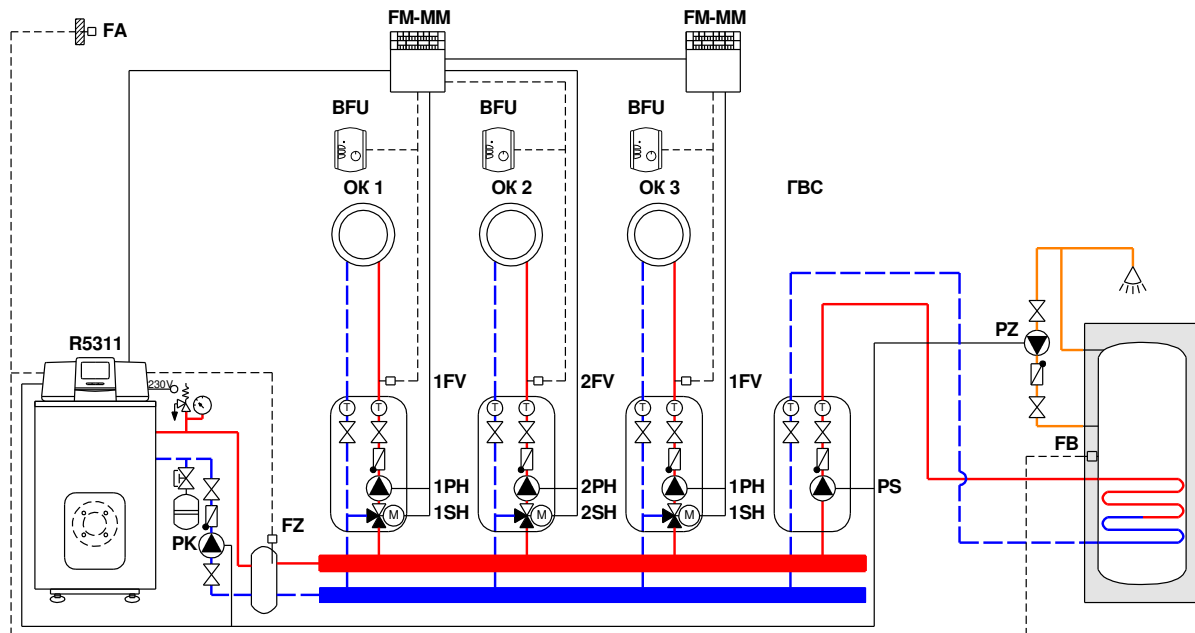 FA
FM-MM
FM-MM
BFU
BFU
BFU
ОК 1
ОК 2
ОК 3
ГВС
R5311
230V
PZ
1FV
2FV
1FV
T
T
T
T
T
T
T
T
FB
1PH
2PH
1PH
PS
M
1SH
M
2SH
M
1SH
FZ
PK